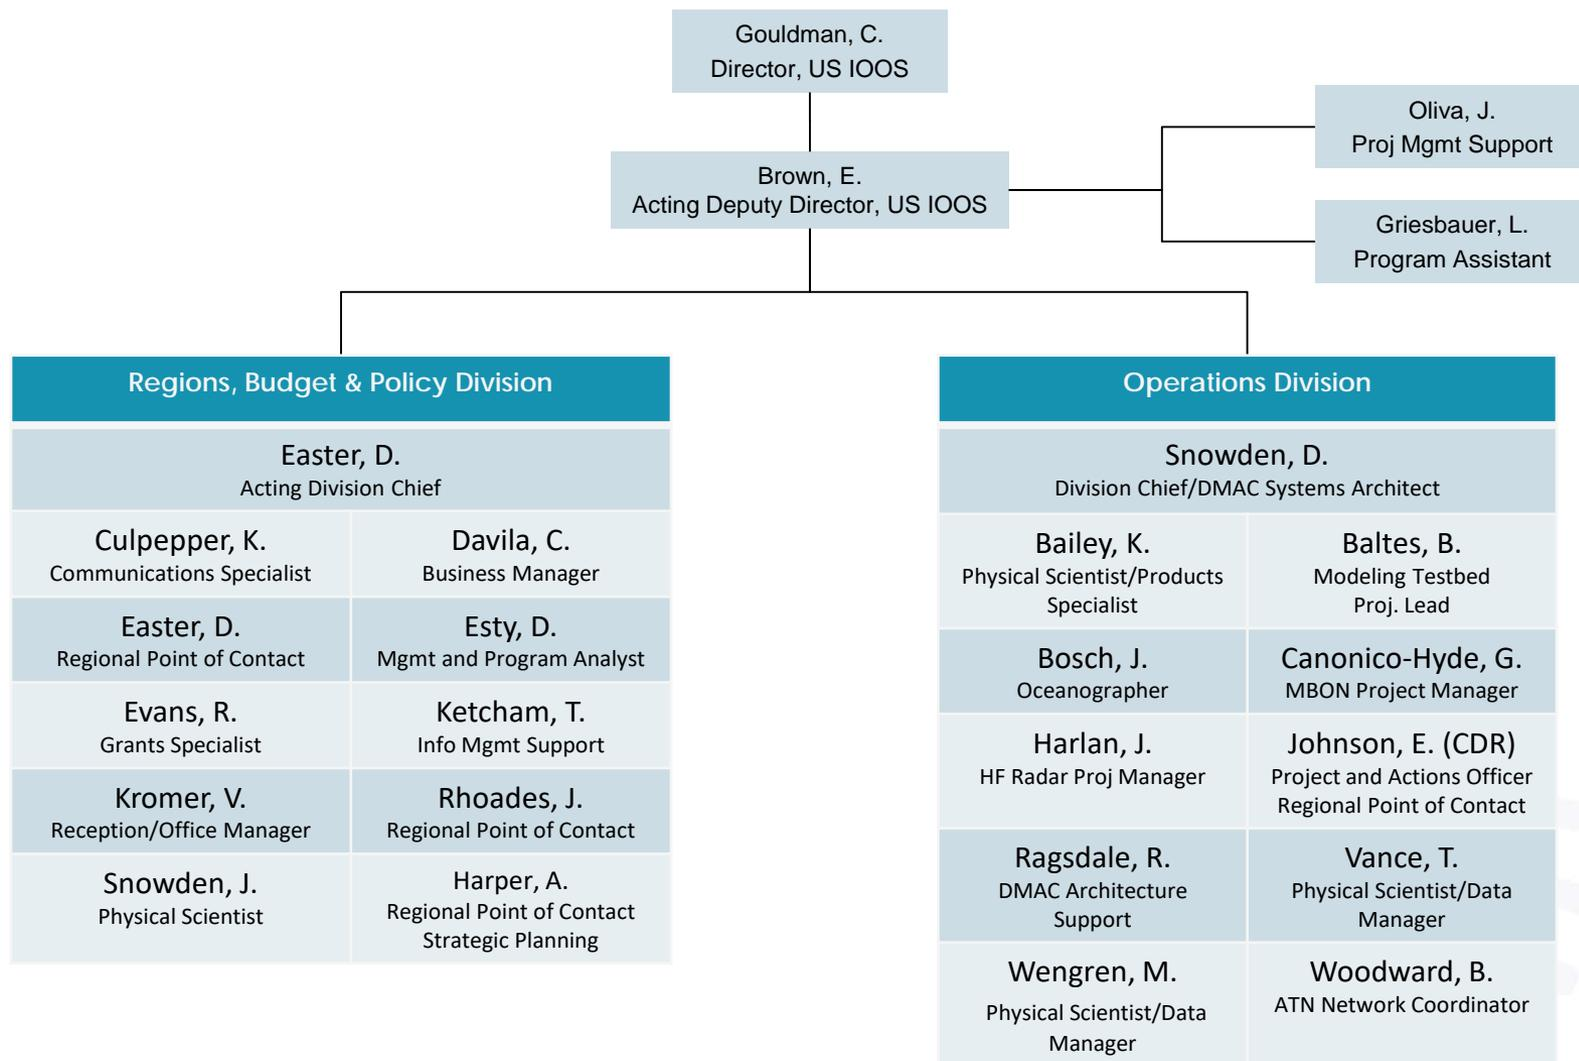 Gouldman, C.
Director, US IOOS
Oliva, J.
Proj Mgmt Support
Brown, E.
Acting Deputy Director, US IOOS
Griesbauer, L.
Program Assistant
Regions, Budget & Policy Division
Easter, D.
Acting Division Chief
Culpepper, K.
Communications Specialist
Davila, C.
Business Manager
Easter, D.
Regional Point of Contact
Esty, D.
Mgmt and Program Analyst
Evans, R.
Grants Specialist
Ketcham, T.
Info Mgmt Support
Kromer, V.
Reception/Office Manager
Rhoades, J.
Regional Point of Contact
Snowden, J.
Physical Scientist
Harper, A.
Regional Point of Contact
Strategic Planning
Operations Division
Snowden, D.
Division Chief/DMAC Systems Architect
Bailey, K.
Physical Scientist/Products
Specialist
Baltes, B.
Modeling Testbed
Proj. Lead
Bosch, J.
Oceanographer
Canonico-Hyde, G.
MBON Project Manager
Harlan, J.
HF Radar Proj Manager
Johnson, E. (CDR)
Project and Actions Officer
Regional Point of Contact
Ragsdale, R.
DMAC Architecture
Support
Vance, T.
Physical Scientist/Data
Manager
Wengren, M.
Physical Scientist/Data
Manager
Woodward, B.
ATN Network Coordinator